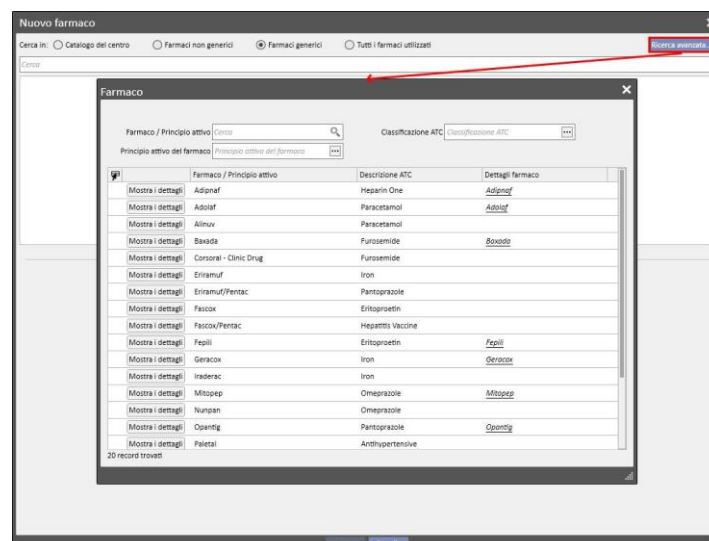 Nuovo farmaco
Cerca in: Catalogo del centro Farmaci non generici Farmaci generici Tutti i farmaci utilizzati Ricerca avanzata...
Cerca
Farmaco
Farmaco / Principio attivo Cerca Classificazione ATC Classificazione ATC
Principio attivo del farmaco Principio attivo del farmaco
Farmaco / Principio attivo Descrizione ATC Dettagli farmaco
Mostra i dettagli Adipnaf Heparin One Adipnaf
Mostra i dettagli Adolaf Paracetamol Adolaf
Mostra i dettagli Alinuv Paracetamol
Mostra i dettagli Baxada Furosemide Baxada
Mostra i dettagli Corsoral - Clinic Drug Furosemide
Mostra i dettagli Eriramuf Iron
Mostra i dettagli Eriramuf/Pentac Pantoprazole
Mostra i dettagli Fascox Eritoproetin
Mostra i dettagli Fascox/Pentac Hepatitis Vaccine
Mostra i dettagli Fepili Eritoproetin Fepili
Mostra i dettagli Geracox Iron Geracox
Mostra i dettagli Iraderac Iron
Mostra i dettagli Mitopep Omeprazole Mitopep
Mostra i dettagli Nunpan Omeprazole
Mostra i dettagli Opantig Pantoprazole Opantig
Mostra i dettagli Paletal Antihypertensive
20 record trovati